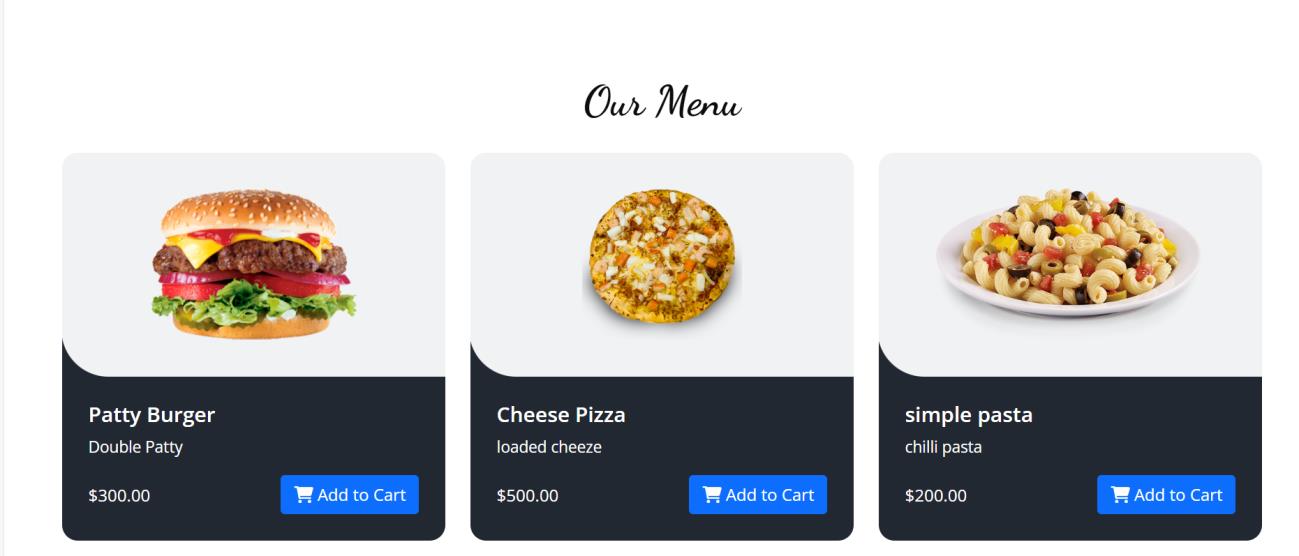 Our Menu
Patty Burger
Double Patty
$300.00
Add to Cart
Cheese Pizza
loaded cheeze
$500.00
Add to Cart
simple pasta
chilli pasta
$200.00
Add to Cart